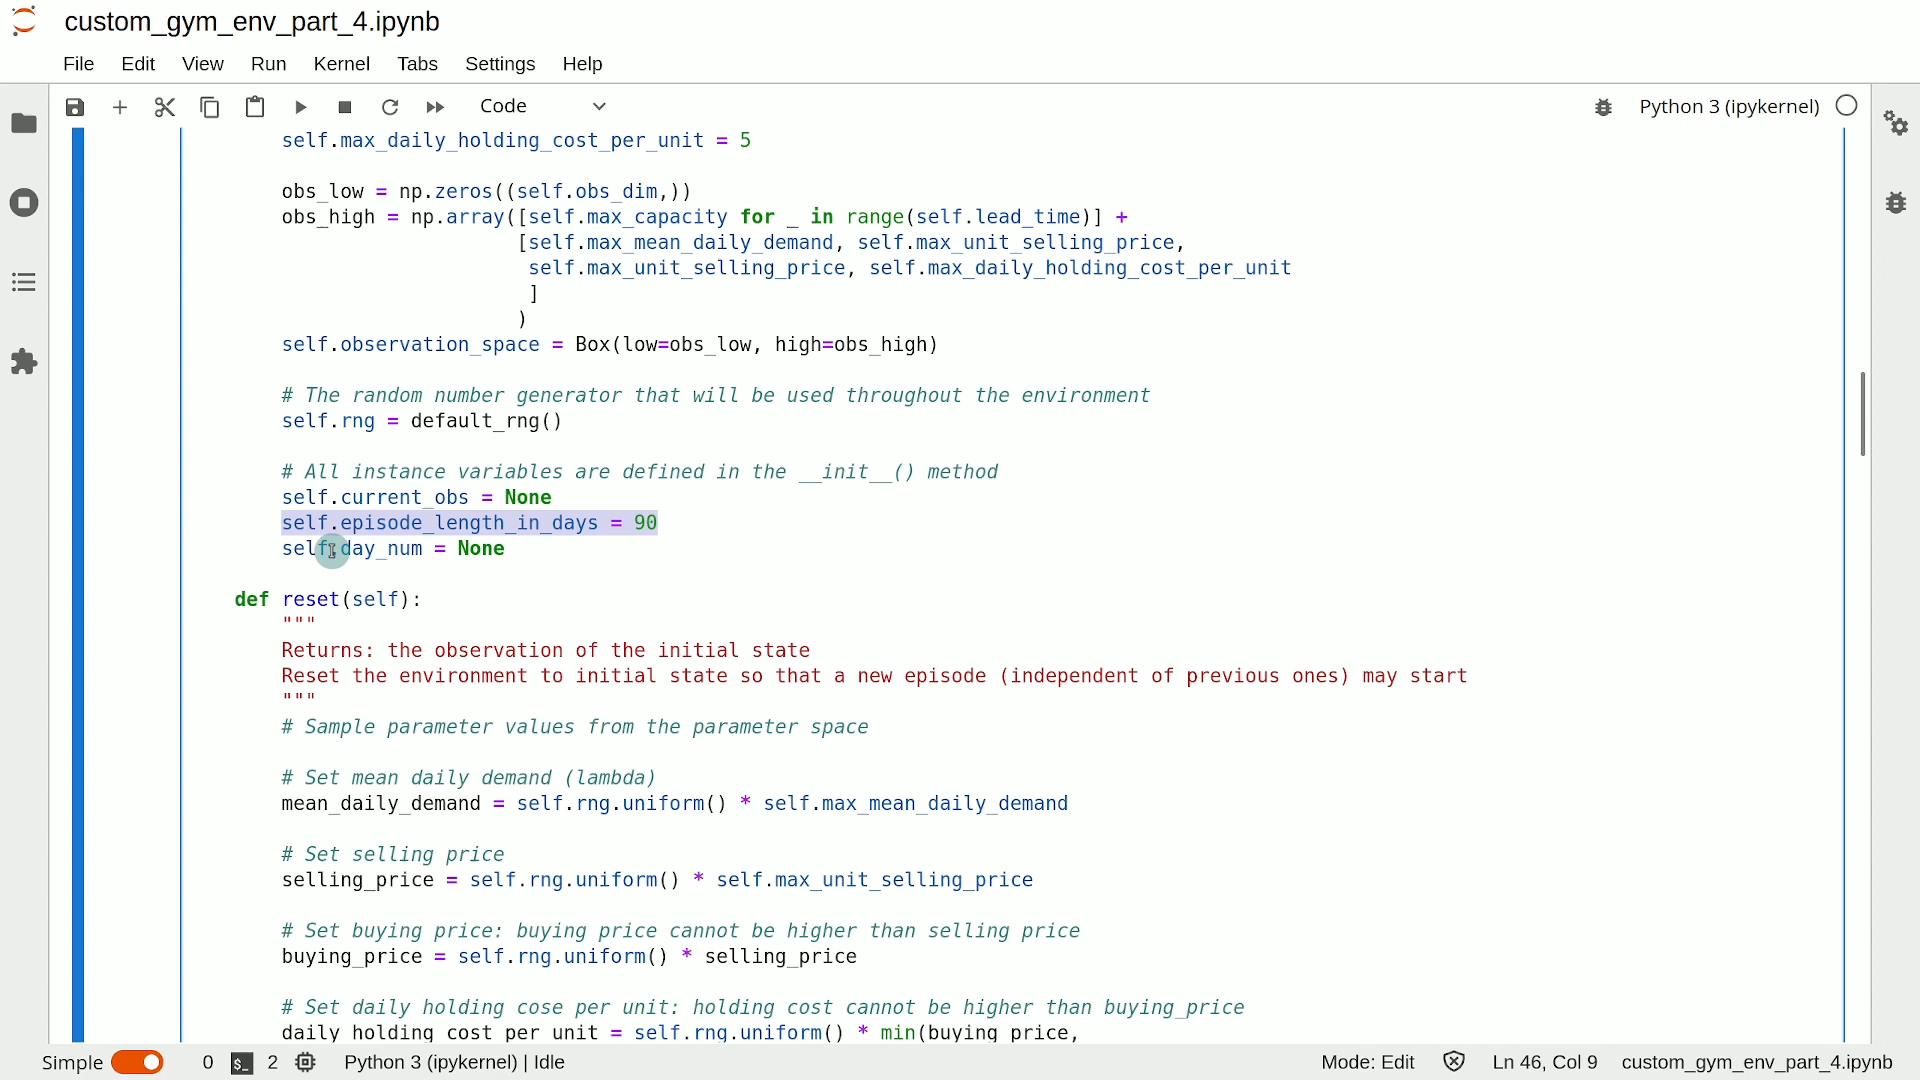 custom_gym_env_part_4.ipynb
File Edit View Run Kernel Tabs Settings Help
Code
Python 3 (ipykernel)
self.max_daily_holding_cost_per_unit = 5
obs_low = np.zeros((self.obs_dim,))
obs_high = np.array([self.max_capacity for _ in range(self.lead_time)] +
[self.max_mean_daily_demand, self.max_unit_selling_price,
self.max_unit_selling_price, self.max_daily_holding_cost_per_unit
]
)
self.observation_space = Box(low=obs_low, high=obs_high)
# The random number generator that will be used throughout the environment
self.rng = default_rng()
# All instance variables are defined in the __init__() method
self.current_obs = None
self.episode_length_in_days = 90
self.day_num = None
def reset(self):
"""
Returns: the observation of the initial state
Reset the environment to initial state so that a new episode (independent of previous ones) may start
"""
# Sample parameter values from the parameter space
# Set mean daily demand (lambda)
mean_daily_demand = self.rng.uniform() * self.max_mean_daily_demand
# Set selling price
selling_price = self.rng.uniform() * self.max_unit_selling_price
# Set buying price: buying price cannot be higher than selling price
buying_price = self.rng.uniform() * selling_price
# Set daily holding cose per unit: holding cost cannot be higher than buying_price
daily_holding_cost_per_unit = self.rng.uniform() * min(buying_price,
Simple 0 $_ 2 Python 3 (ipykernel) | Idle Mode: Edit Ln 46, Col 9 custom_gym_env_part_4.ipynb